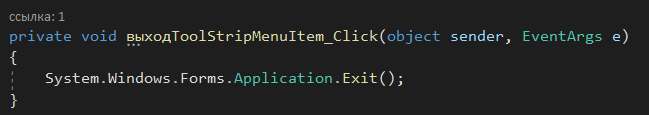 ссылка: 1
private void выходToolStripMenuItem_Click(object sender, EventArgs e)
{
System.Windows.Forms.Application.Exit();
}